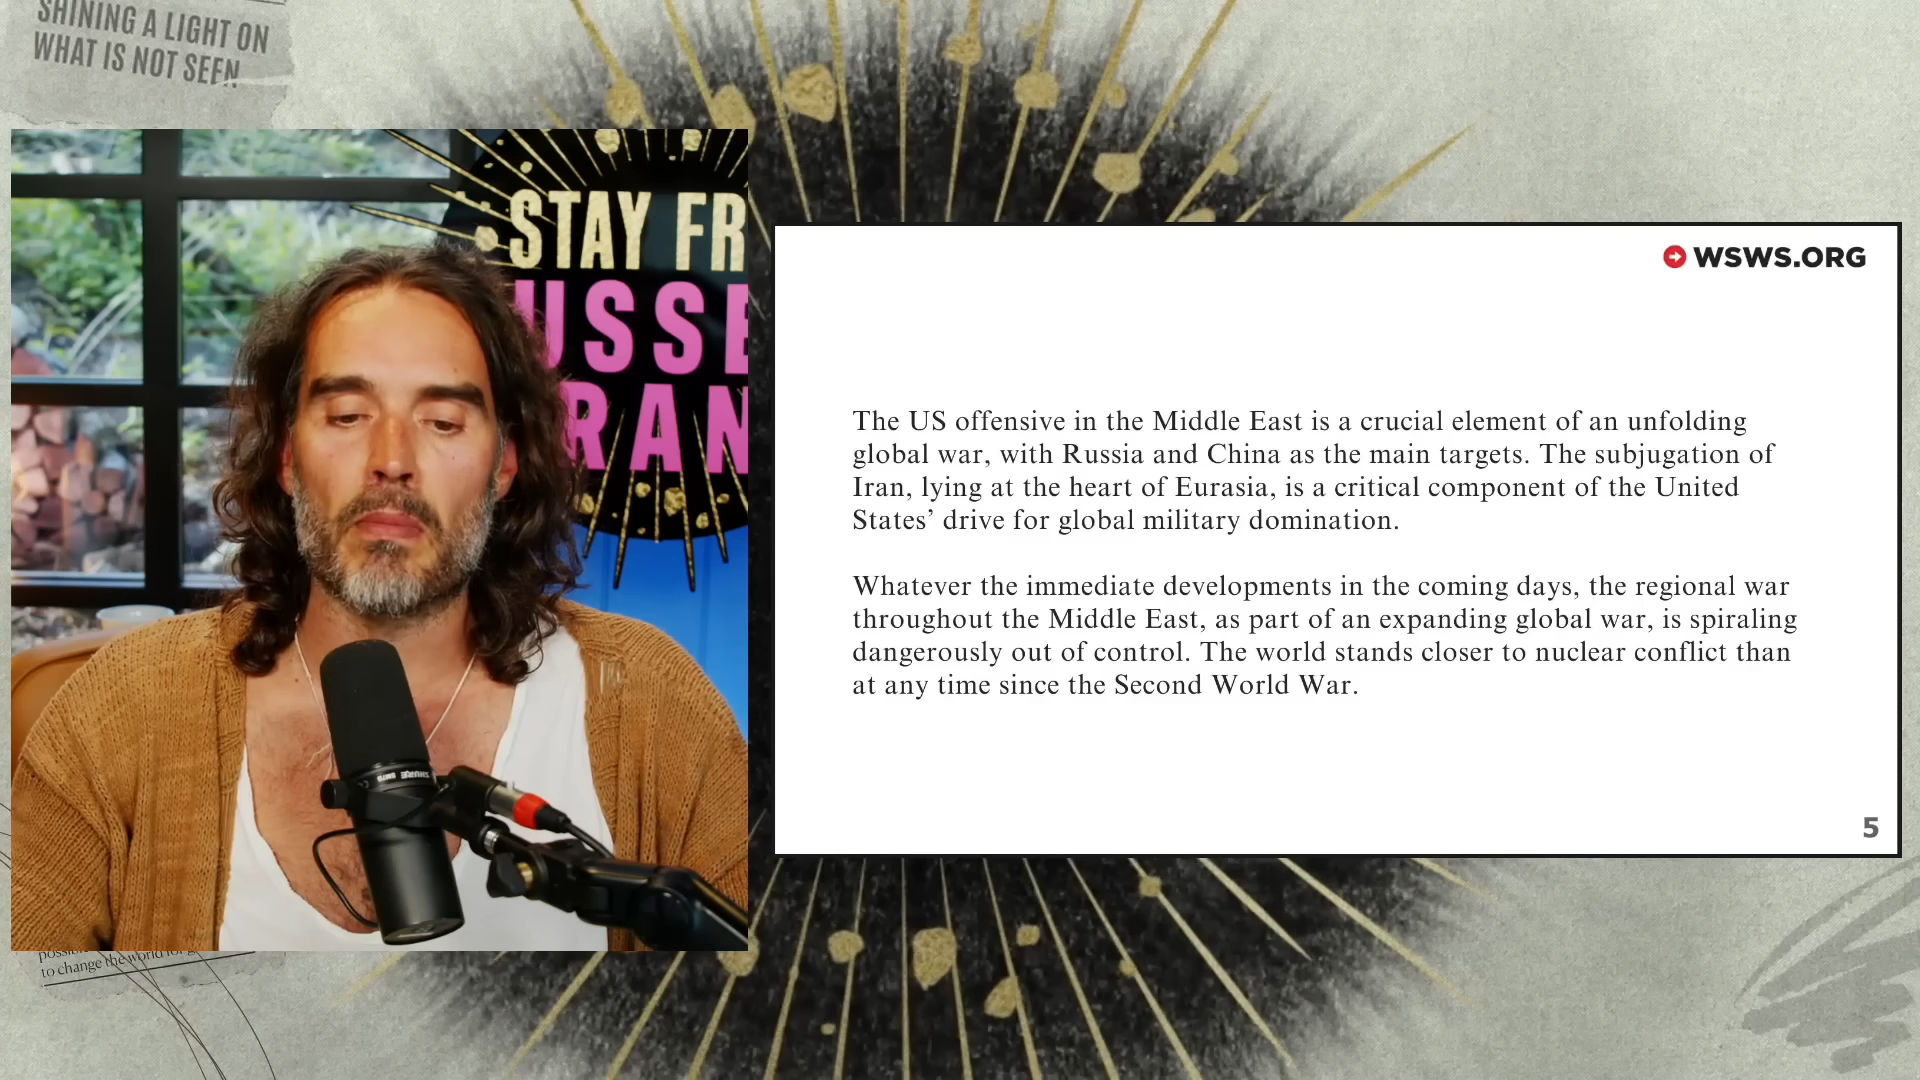 SHINING A LIGHT ON
WHAT IS NOT SEEN
STAY FR
USSE
RAN
WSWS.ORG
The US offensive in the Middle East is a crucial element of an unfolding
global war, with Russia and China as the main targets. The subjugation of
Iran, lying at the heart of Eurasia, is a critical component of the United
States’ drive for global military domination.
Whatever the immediate developments in the coming days, the regional war
throughout the Middle East, as part of an expanding global war, is spiraling
dangerously out of control. The world stands closer to nuclear conflict than
at any time since the Second World War.
5
SHURE SM7B
to change the world for